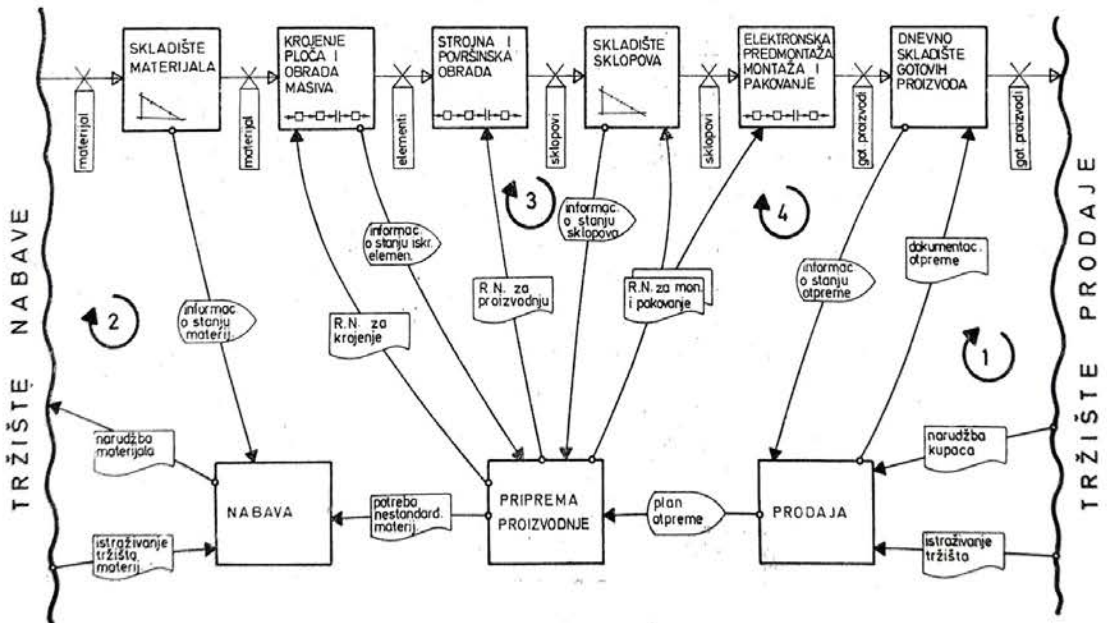 SKLADIŠTE
MATERIJALA
KROJENJE
PLOČA I
OBRADA
MASIVA
STROJNA I
POVRŠINSKA
OBRADA
SKLADIŠTE
SKLOPOVA
ELEKTRONSKA
PREDMONTAŽA
MONTAŽA I
PAKOVANJE
DNEVNO
SKLADIŠTE
GOTOVIH
PROIZVODA
materijal
materijal
elementi
sklopovi
sklopovi
got. proizvodi
got. proizvodi
TRŽIŠTE NABAVE
TRŽIŠTE PRODAJE
2
3
4
1
informac.
o stanju
materij.
R.N. za
krojenje
informac.
o stanju iskr.
elemen.
R.N. za
proizvodnju
informac.
o stanju
sklopova
R.N. za mon.
i pakovanje
informac.
o stanju
otpreme
dokumentac.
otpreme
narudžba
materijala
istraživanje
tržišta
materij.
NABAVA
potreba
nestandard.
materij.
PRIPREMA
PROIZVODNJE
plan
otpreme
PRODAJA
narudžba
kupaca
istraživanje
tržišta